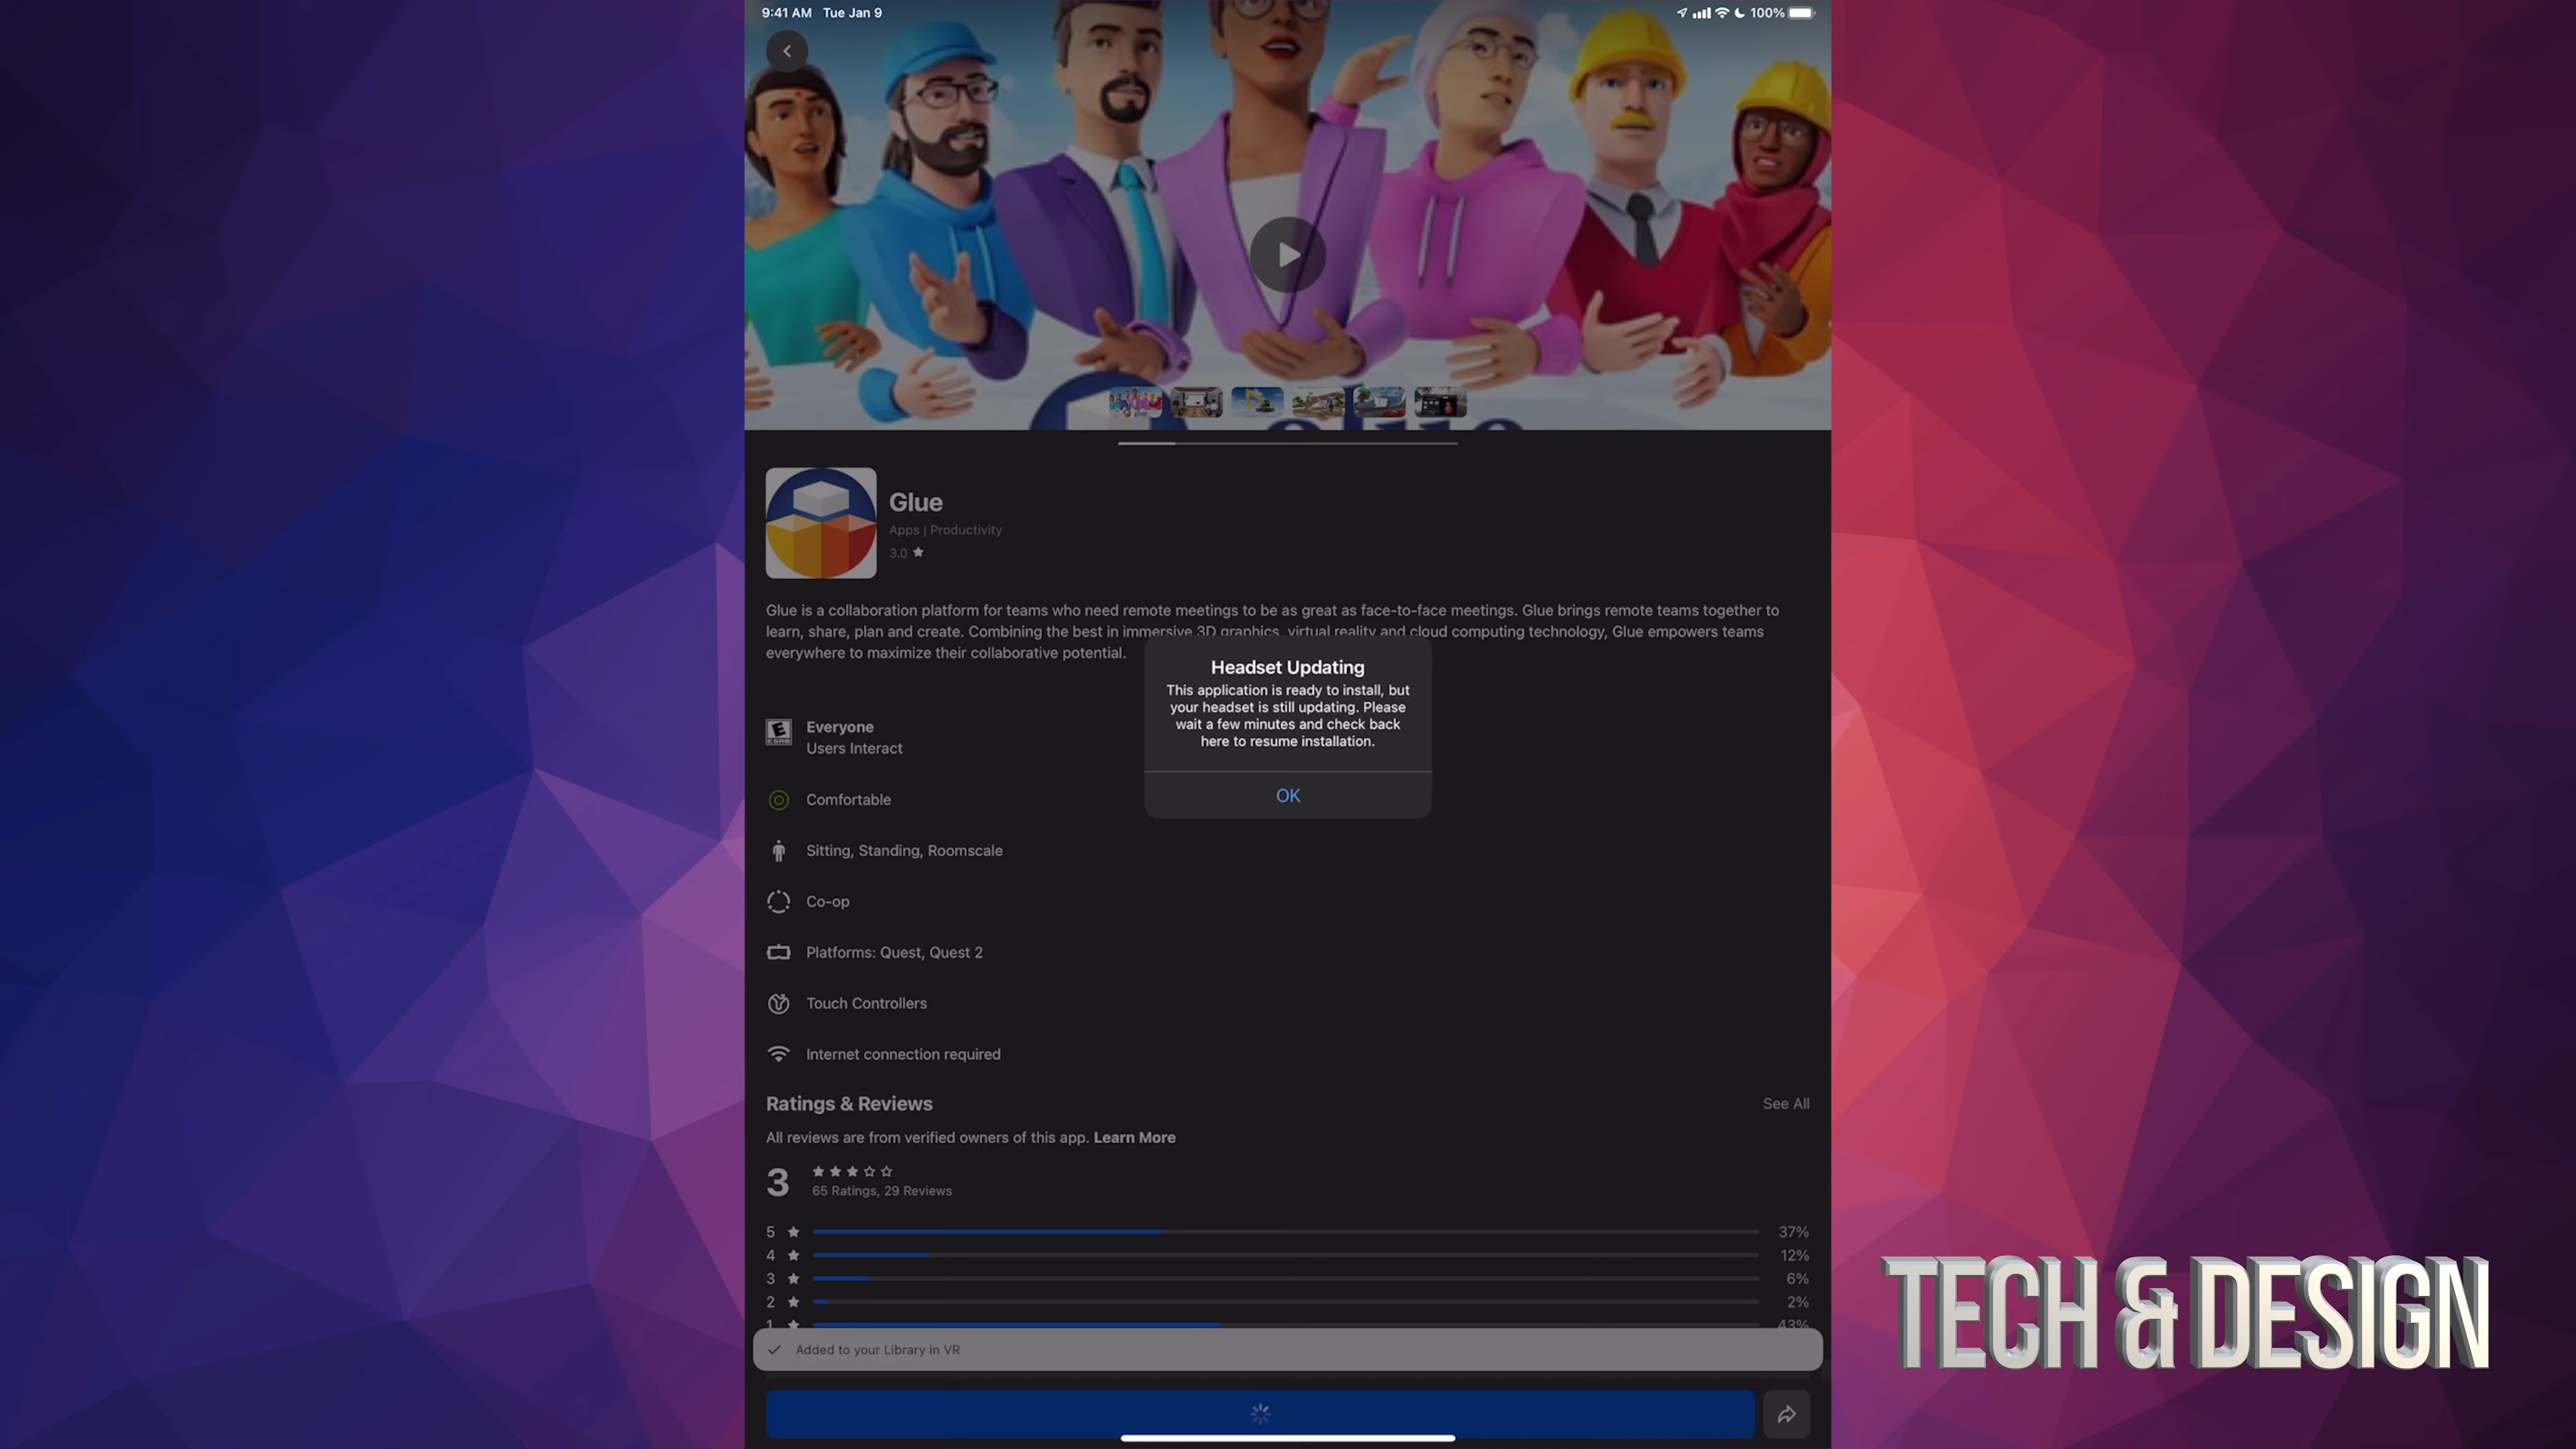 9:41 AM Tue Jan 9
100%
Glue
Apps | Productivity
3.0
Glue is a collaboration platform for teams who need remote meetings to be as great as face-to-face meetings. Glue brings remote teams together to
learn, share, plan and create. Combining the best in immersive 3D graphics, virtual reality and cloud computing technology, Glue empowers teams
everywhere to maximize their collaborative potential.
Headset Updating
This application is ready to install, but
your headset is still updating. Please
wait a few minutes and check back
here to resume installation.
OK
E
ESRB
Everyone
Users Interact
Comfortable
Sitting, Standing, Roomscale
Co-op
Platforms: Quest, Quest 2
Touch Controllers
Internet connection required
Ratings & Reviews
See All
All reviews are from verified owners of this app. Learn More
3
65 Ratings, 29 Reviews
5 37%
4 12%
3 6%
2 2%
1 43%
Added to your Library in VR
TECH & DESIGN